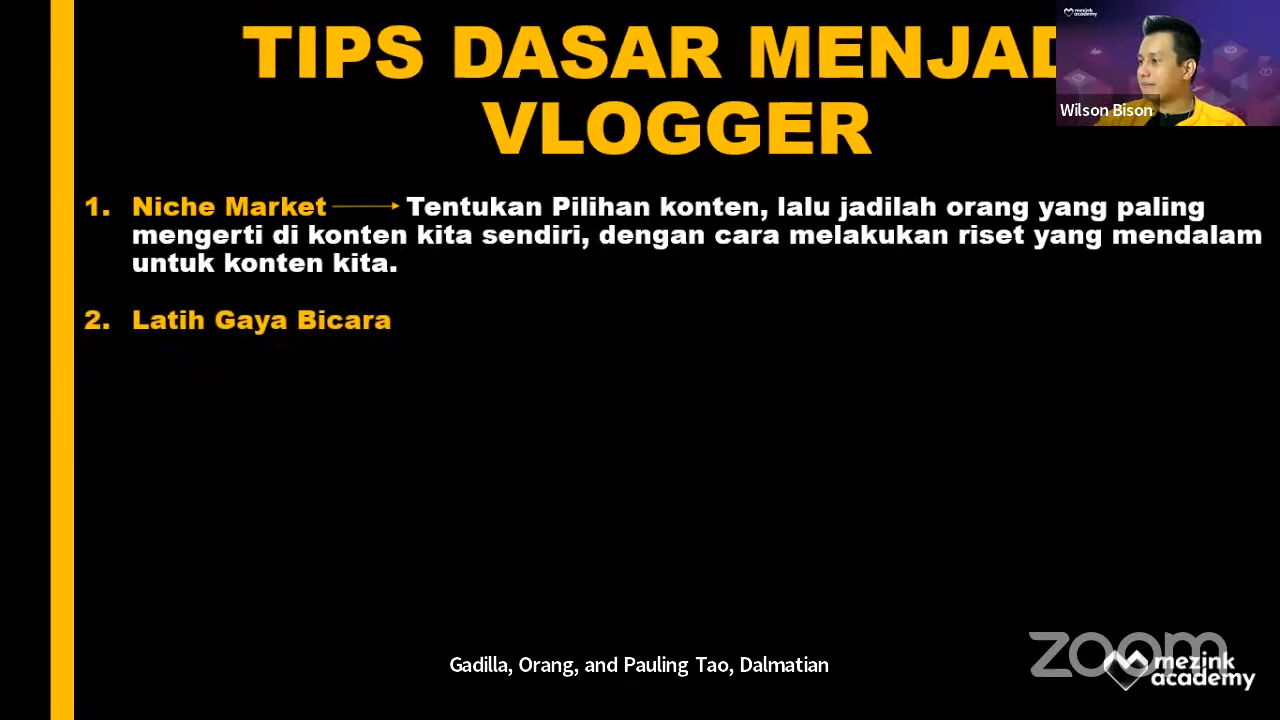 TIPS DASAR MENJAD
VLOGGER
mezink academy
Wilson Bison
1. Niche Market → Tentukan Pilihan konten, lalu jadilah orang yang paling
mengerti di konten kita sendiri, dengan cara melakukan riset yang mendalam
untuk konten kita.
2. Latih Gaya Bicara
Gadilla, Orang, and Pauling Tao, Dalmatian
zoom
mezink
academy